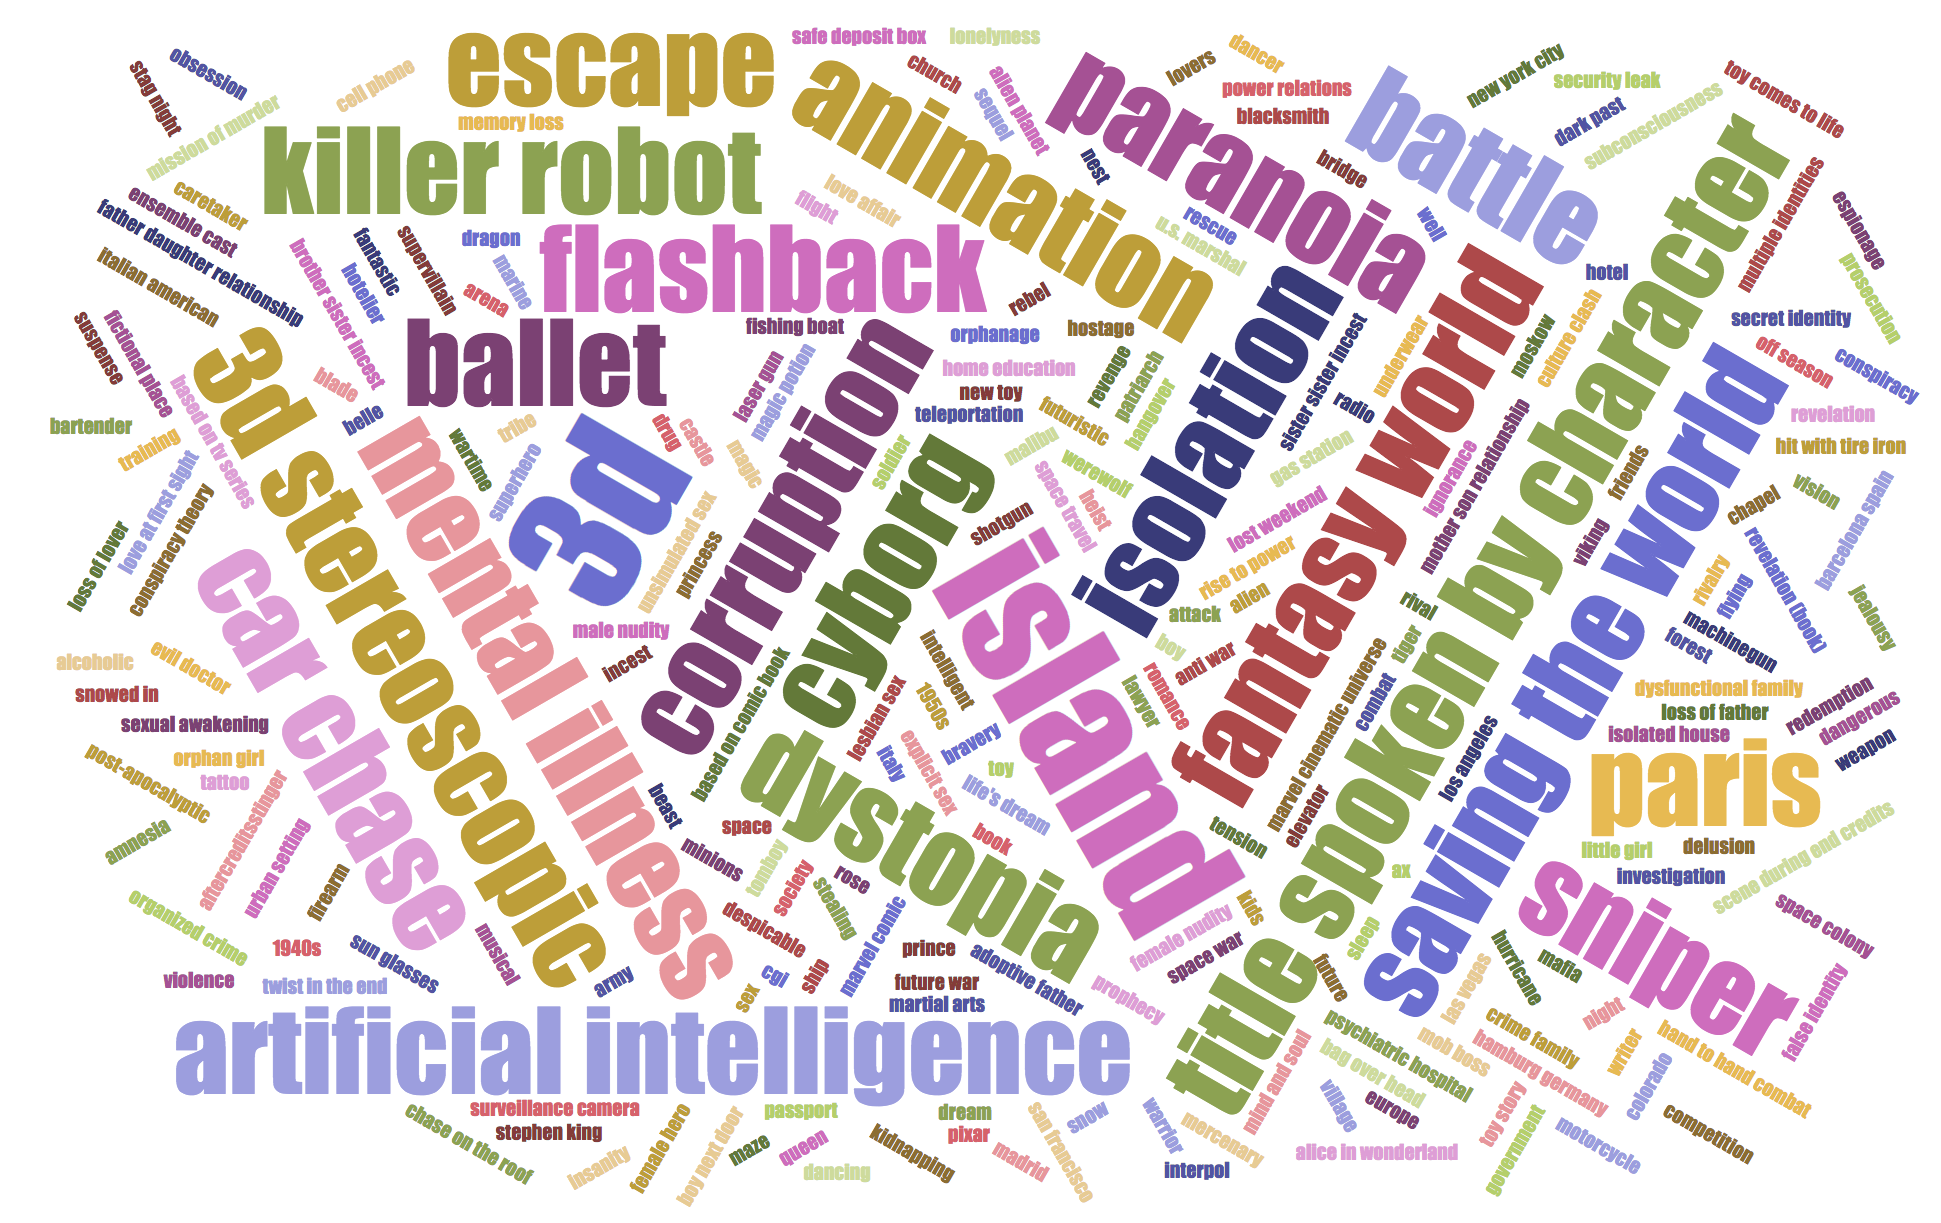 escape
safe deposit box
lonelyness
obsession
stag night
cell phone
mission of murder
memory loss
animation
church
alien planet
sequel
paranoia
lovers
dancer
power relations
blacksmith
battle
new york city
security leak
dark past
subconsciousness
toy comes to life
killer robot
caretaker
ensemble cast
father daughter relationship
italian american
nest
bridge
love affair
flight
u.s. marshal
rescue
well
hotel
multiple identities
espionage
prosecution
flashback
dragon
marine
arena
supervillain
fantastic
hotelier
brother sister incest
fishing boat
rebel
orphanage
hostage
isolation
sister sister incest
underwear
fantasy world
moskow
culture clash
title spoken by character
secret identity
off season
conspiracy
revelation
hit with tire iron
ballet
suspense
fictional place
based on tv series
blade
belle
bartender
training
love at first sight
conspiracy theory
loss of lover
3d stereoscopic
mental illness
wartime
tribe
superhero
3d
drug
castle
magic
laser gun
magic potion
corruption
home education
new toy
teleportation
settler
malibu
futuristic
revenge
patriarch
hangover
werewolf
space travel
heist
radio
gas station
lost weekend
ignorance
mother son relationship
friends
viking
saving the world
chapel
vision
barcelona spain
revelation (book)
rivalry
flying
jealousy
machinegun
forest
car chase
unsimulated sex
princess
male nudity
incest
cyborg
shotgun
island
rise to power
alien
attack
boy
anti war
romance
lawyer
rival
tiger
combat
marvel cinematic universe
los angeles
elevator
tension
dysfunctional family
loss of father
isolated house
redemption
dangerous
weapon
paris
alcoholic
evil doctor
snowed in
sexual awakening
orphan girl
tattoo
post-apocalyptic
amnesia
aftercreditsstinger
urban setting
firearm
organized crime
1940s
violence
twist in the end
sun glasses
musical
army
based on comic book
intelligent
1950s
lesbian sex
bravery
italy
explicit sex
toy
life's dream
book
dystopia
beast
space
minions
tomboy
society
rose
stealing
despicable
cgi
sex
ship
marvel comic
prince
future war
martial arts
adoptive father
prophecy
female nudity
space war
kids
ax
sleep
future
little girl
delusion
investigation
scene during end credits
sniper
space colony
false identity
hurricane
mafia
las vegas
night
crime family
writer
hand to hand combat
artificial intelligence
psychiatric hospital
mob boss
hamburg germany
bag over head
mind and soul
village
europe
toy story
colorado
government
motorcycle
competition
chase on the roof
surveillance camera
stephen king
insanity
female hero
boy next door
passport
maze
queen
dancing
kidnapping
dream
pixar
madrid
san francisco
snow
warrior
mercenary
interpol
alice in wonderland